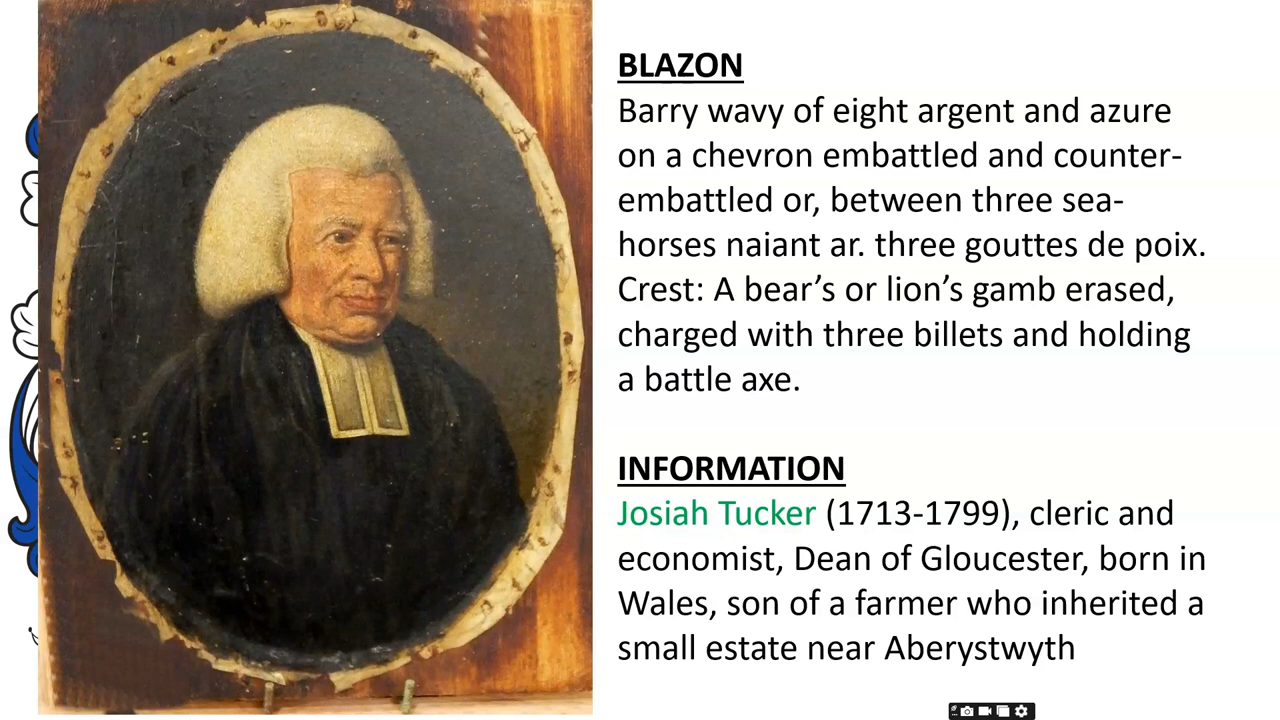 BLAZON
Barry wavy of eight argent and azure
on a chevron embattled and counter-
embattled or, between three sea-
horses naiant ar. three gouttes de poix.
Crest: A bear’s or lion’s gamb erased,
charged with three billets and holding
a battle axe.
INFORMATION
Josiah Tucker (1713-1799), cleric and
economist, Dean of Gloucester, born in
Wales, son of a farmer who inherited a
small estate near Aberystwyth